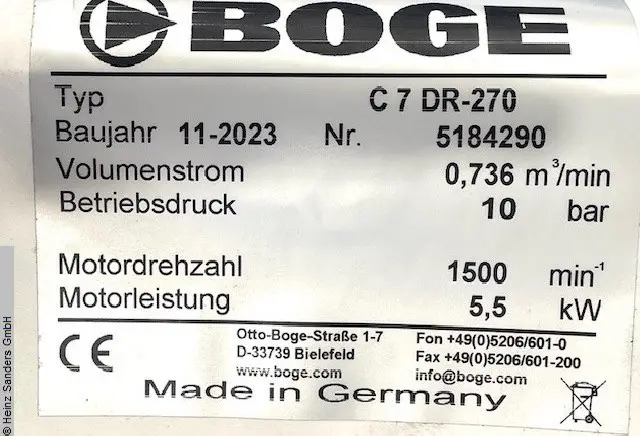 BOGE
Typ C 7 DR-270
Baujahr 11-2023 Nr. 5184290
Volumenstrom 0,736 m³/min
Betriebsdruck 10 bar
Motordrehzahl 1500 min⁻¹
Motorleistung 5,5 kW
CE
Otto-Boge-Straße 1-7
D-33739 Bielefeld
www.boge.com
Fon +49(0)5206/601-0
Fax +49(0)5206/601-200
info@boge.com
Made in Germany
© Heinz Sanders GmbH